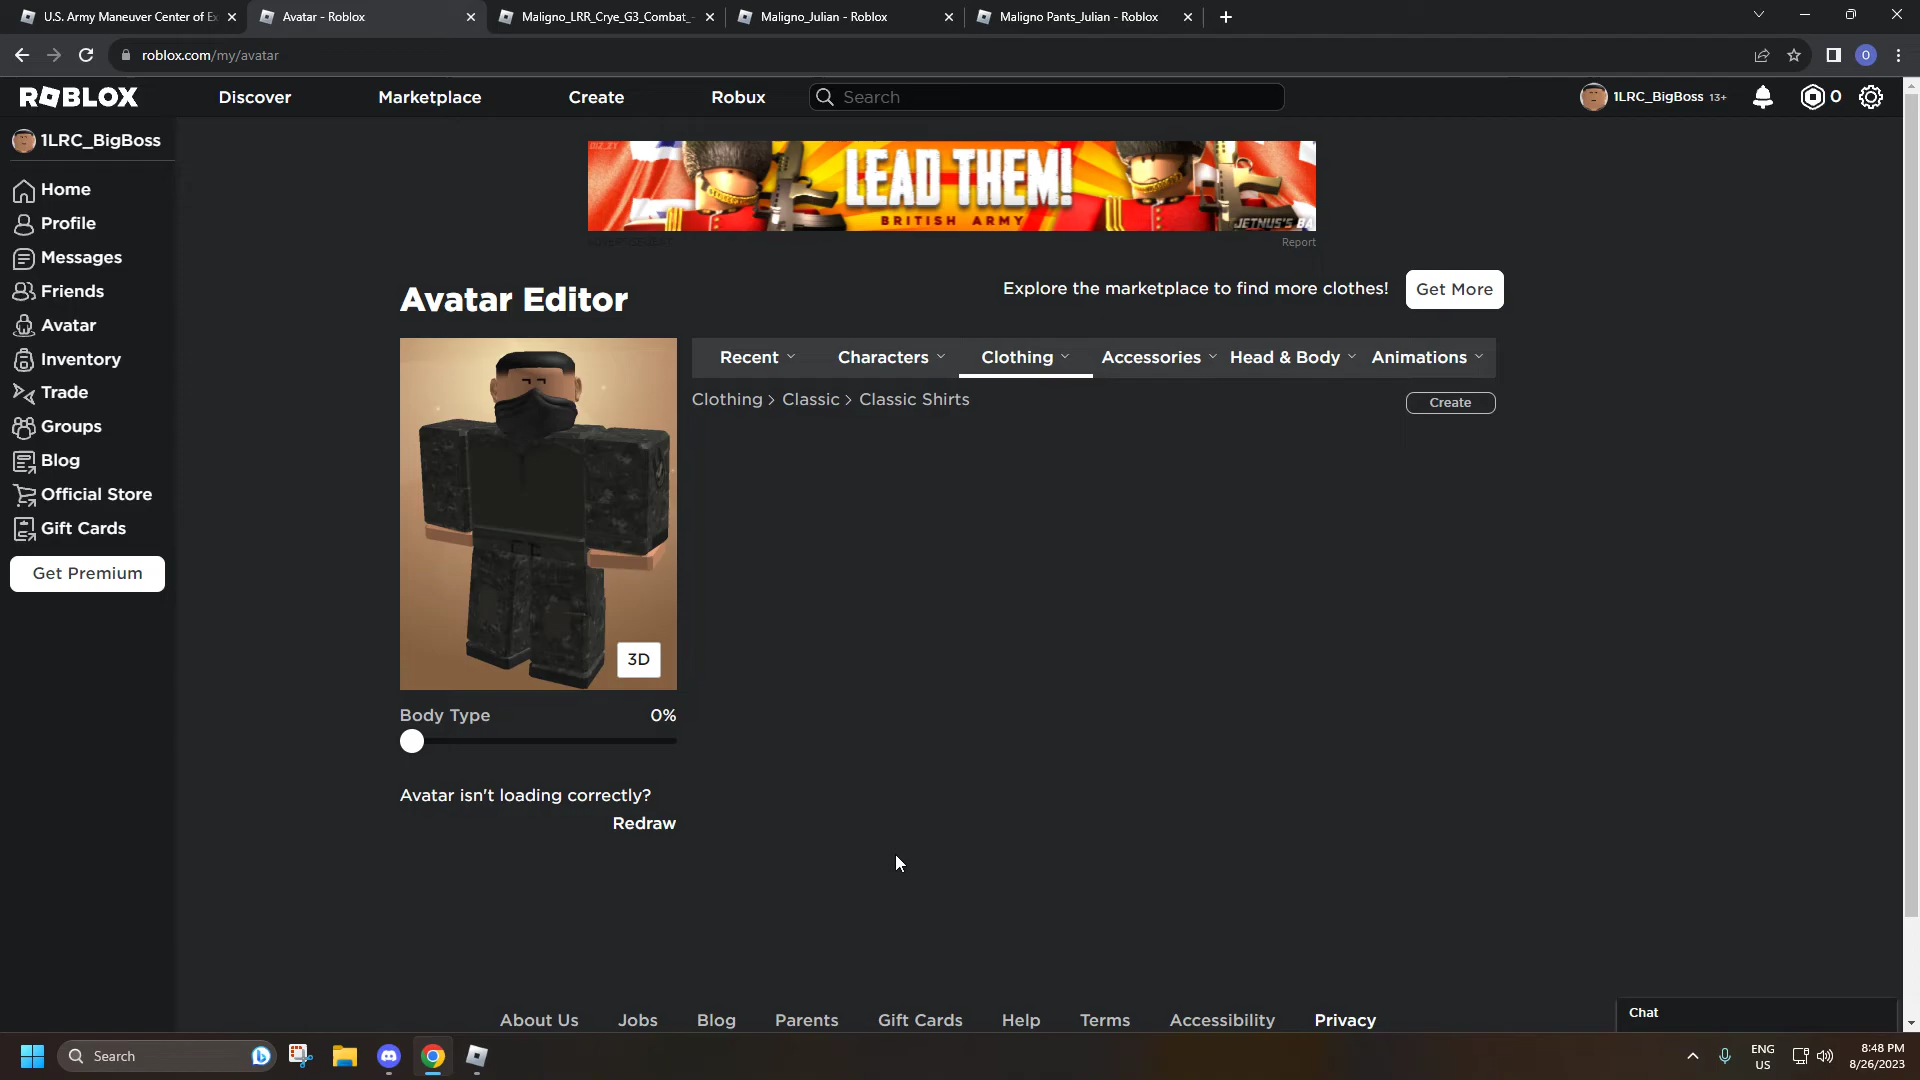 U.S. Army Maneuver Center of E
Avatar - Roblox
Maligno_LRR_Crye_G3_Combat_-
Maligno_Julian - Roblox
Maligno Pants_Julian - Roblox
roblox.com/my/avatar
O
ROBLOX
Discover
Marketplace
Create
Robux
Search
1LRC_BigBoss 13+
0
1LRC_BigBoss
Home
Profile
Messages
Friends
Avatar
Inventory
Trade
Groups
Blog
Official Store
Gift Cards
Get Premium
LEAD THEM!
BRITISH ARMY
JETNUS'S BA
Report
Avatar Editor
Explore the marketplace to find more clothes!
Get More
Recent
Characters
Clothing
Accessories
Head & Body
Animations
Clothing > Classic > Classic Shirts
Create
3D
Body Type
0%
Avatar isn't loading correctly?
Redraw
About Us
Jobs
Blog
Parents
Gift Cards
Help
Terms
Accessibility
Privacy
Chat
Search
ENG
US
8:48 PM
8/26/2023